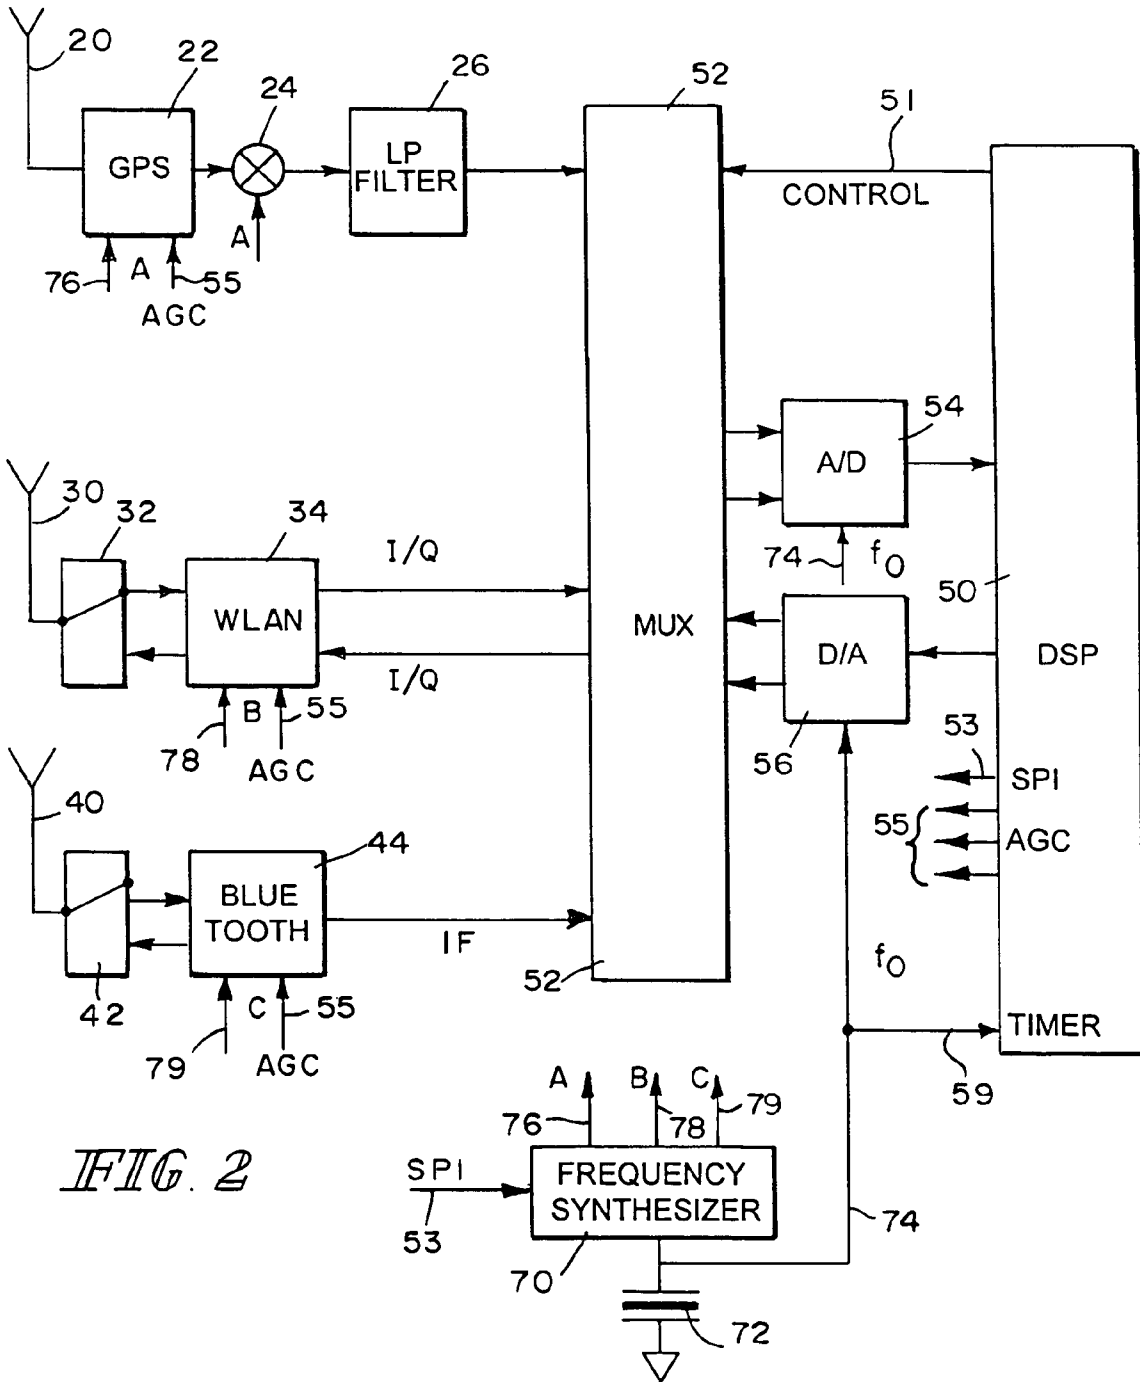 20
22
24
26
52
51
GPS
LP
FILTER
CONTROL
A
76
A
55
AGC
54
A/D
30
32
34
I/Q
74
fO
50
WLAN
MUX
D/A
DSP
I/Q
78
B
55
AGC
56
53
SPI
40
55
AGC
44
BLUE
TOOTH
IF
52
fO
42
79
C
55
AGC
TIMER
59
A
B
C
76
78
79
FIG. 2
SPI
53
FREQUENCY
SYNTHESIZER
74
70
72